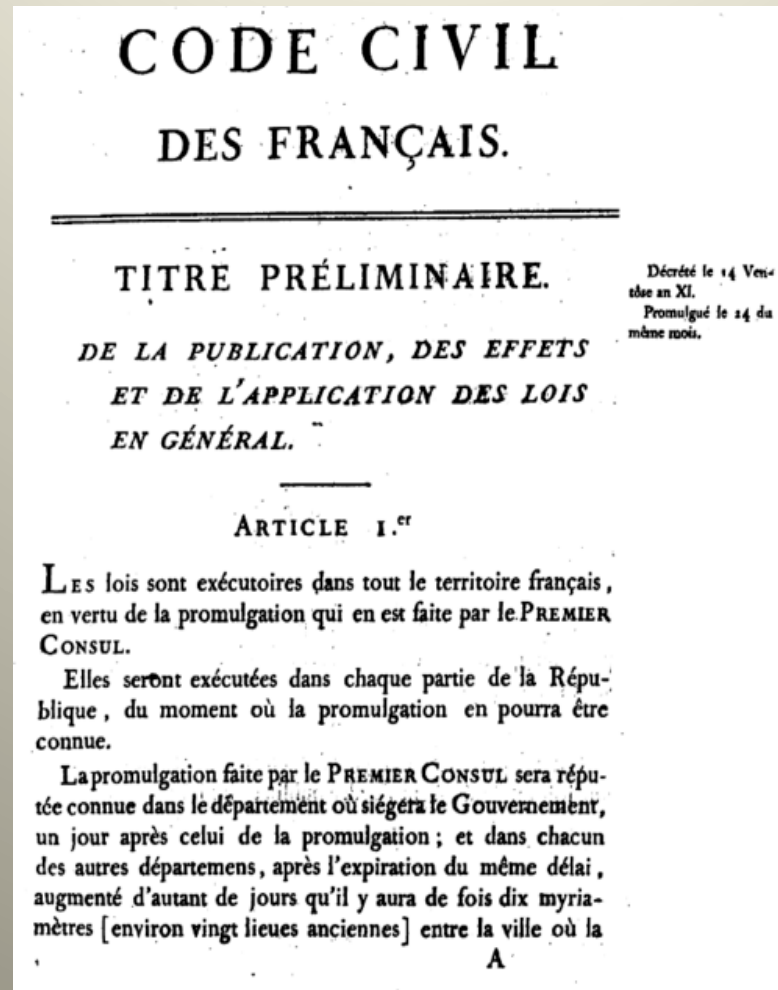 CODE CIVIL
DES FRANÇAIS.
TITRE PRÉLIMINAIRE.
Décrété le 14 Ven-
tôse an XI.
Promulgué le 24 du
même mois.
DE LA PUBLICATION, DES EFFETS
ET DE L'APPLICATION DES LOIS
EN GÉNÉRAL.
ARTICLE 1.er
LES lois sont exécutoires dans tout le territoire français,
en vertu de la promulgation qui en est faite par le PREMIER
CONSUL.
Elles seront exécutées dans chaque partie de la Répu-
blique, du moment où la promulgation en pourra être
connue.
La promulgation faite par le PREMIER CONSUL sera répu-
tée connue dans le département où siégera le Gouvernement,
un jour après celui de la promulgation ; et dans chacun
des autres départemens, après l'expiration du même délai,
augmenté d'autant de jours qu'il y aura de fois dix myria-
mètres [environ vingt lieues anciennes] entre la ville où la
A